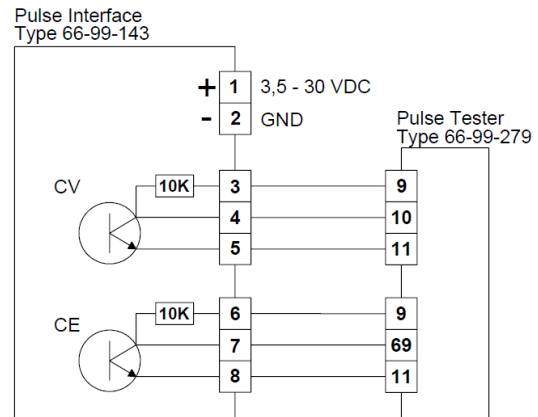 Pulse Interface
Type 66-99-143
+ 1 3,5 - 30 VDC
- 2 GND
Pulse Tester
Type 66-99-279
CV 10K 3 9
4 10
5 11
CE 10K 6 9
7 69
8 11